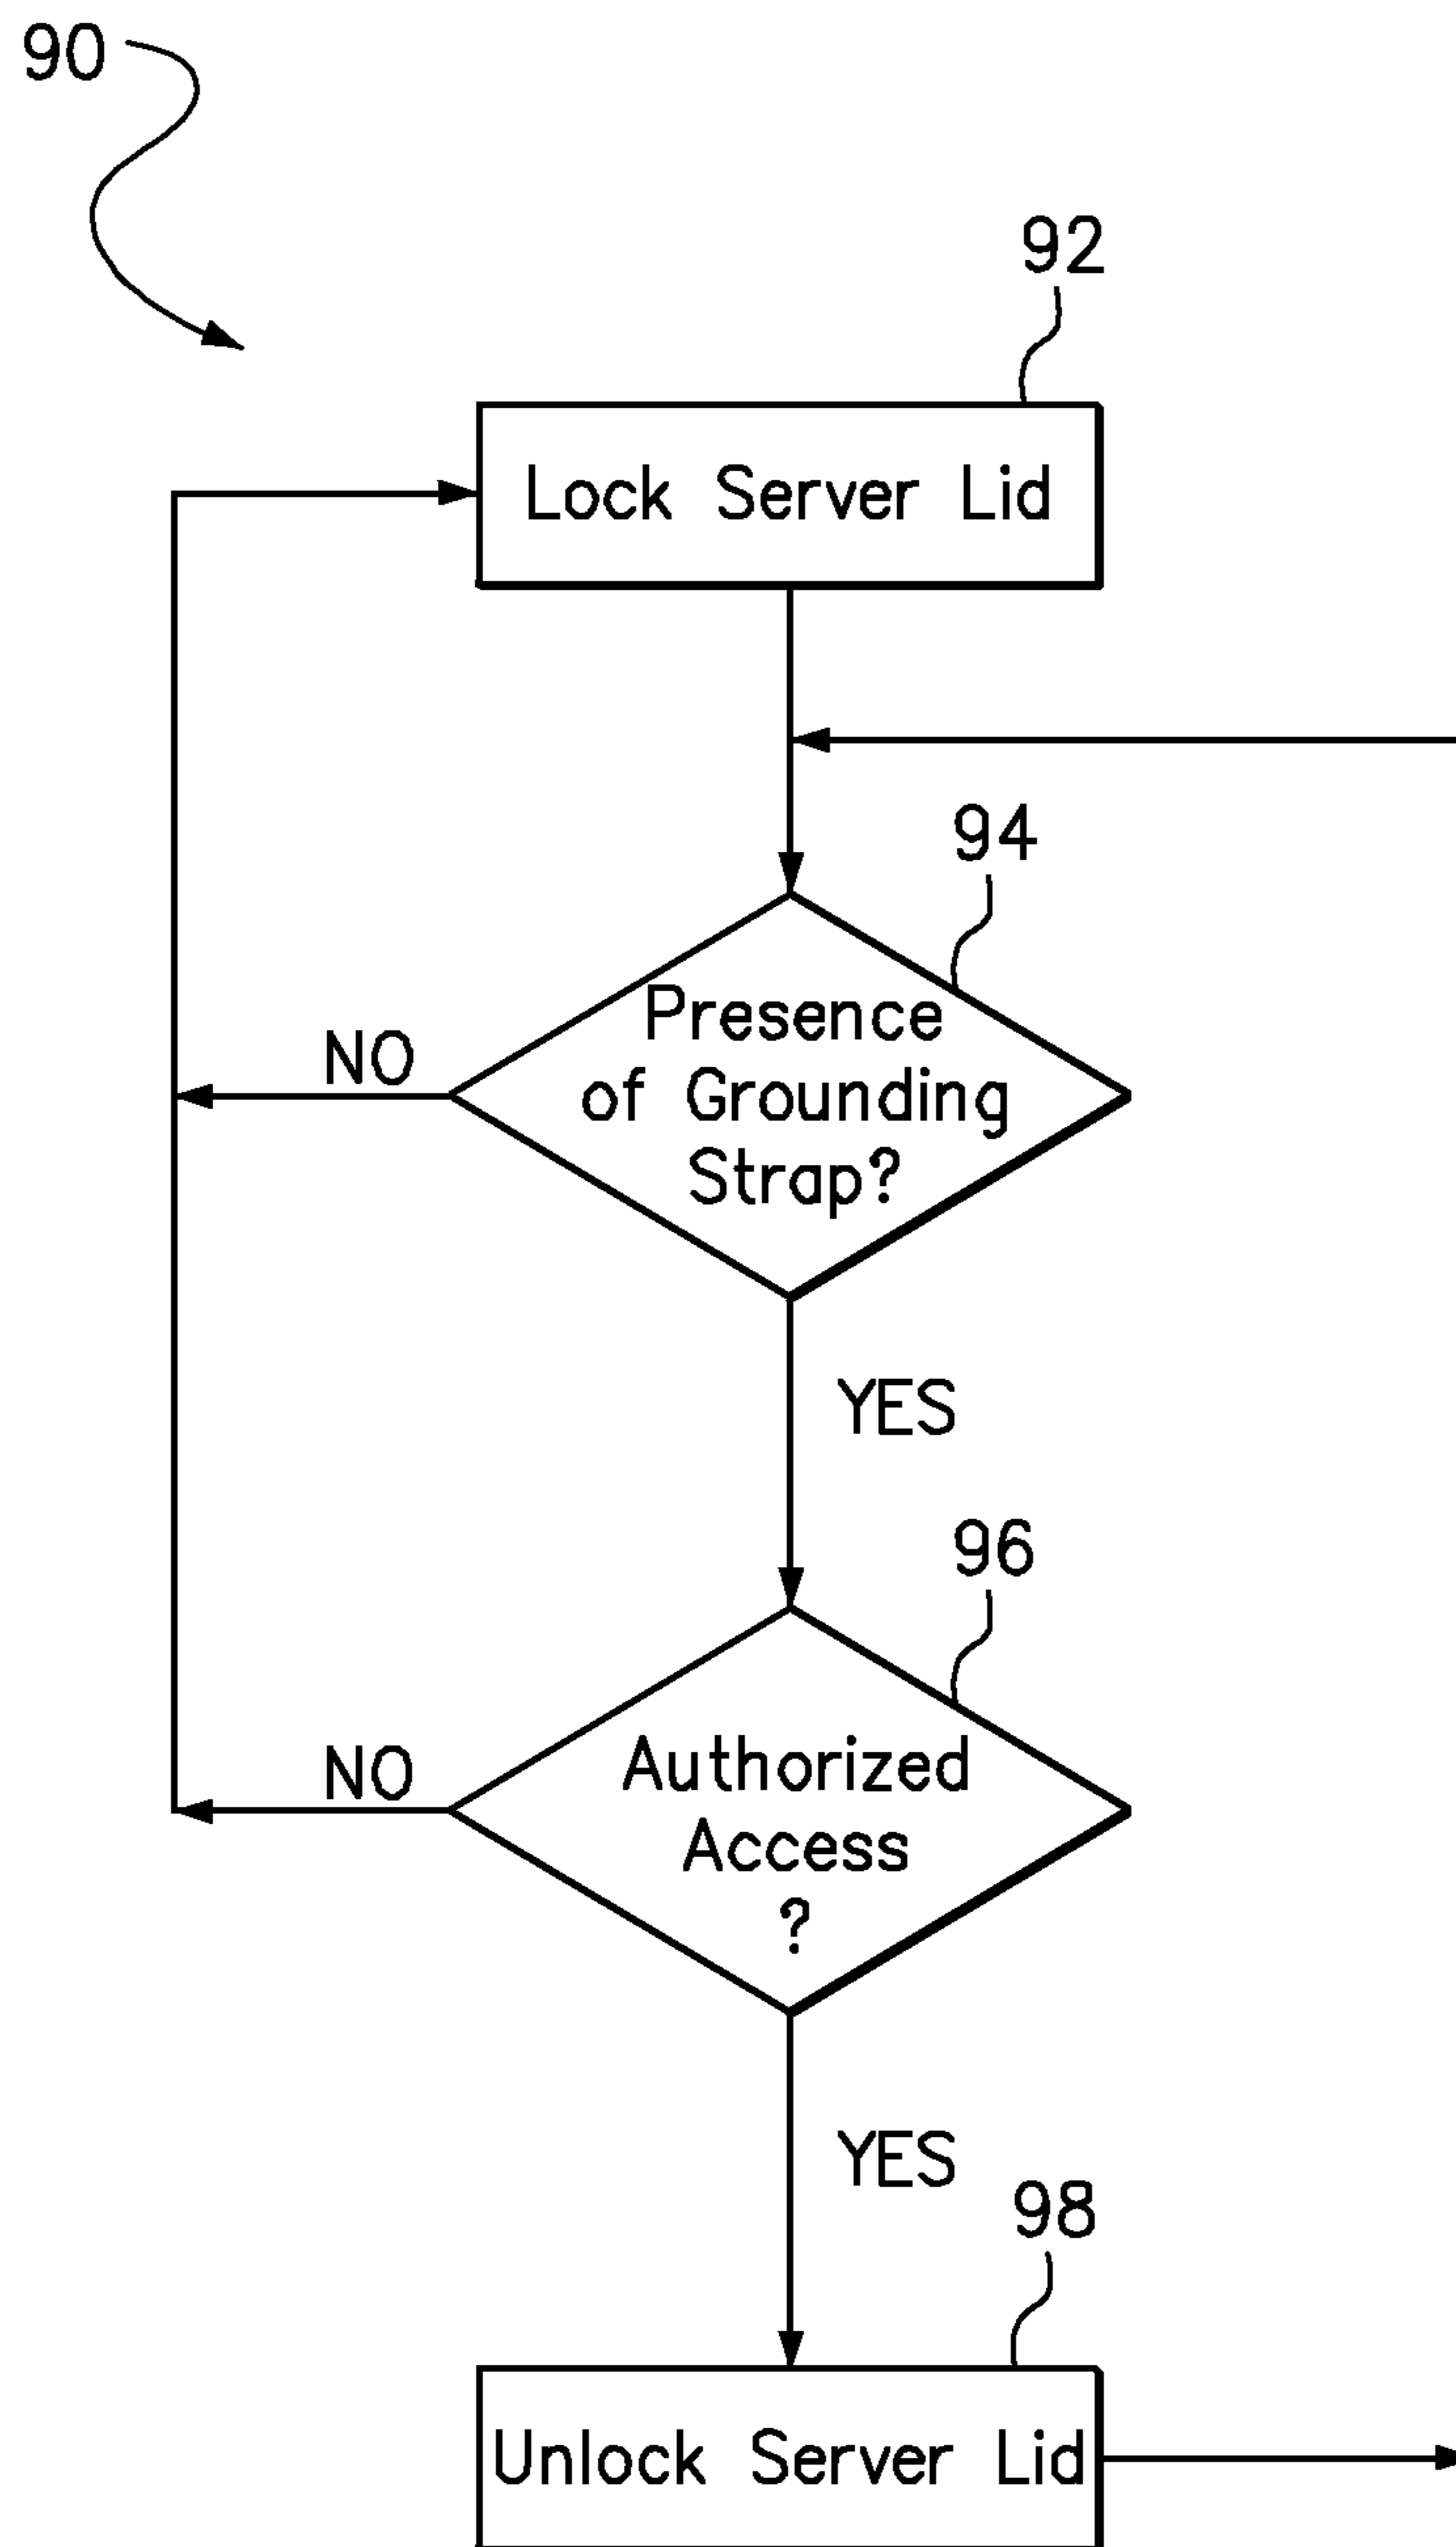 90
92
Lock Server Lid
94
Presence
of Grounding
Strap?
NO
YES
96
Authorized
Access
?
NO
YES
98
Unlock Server Lid